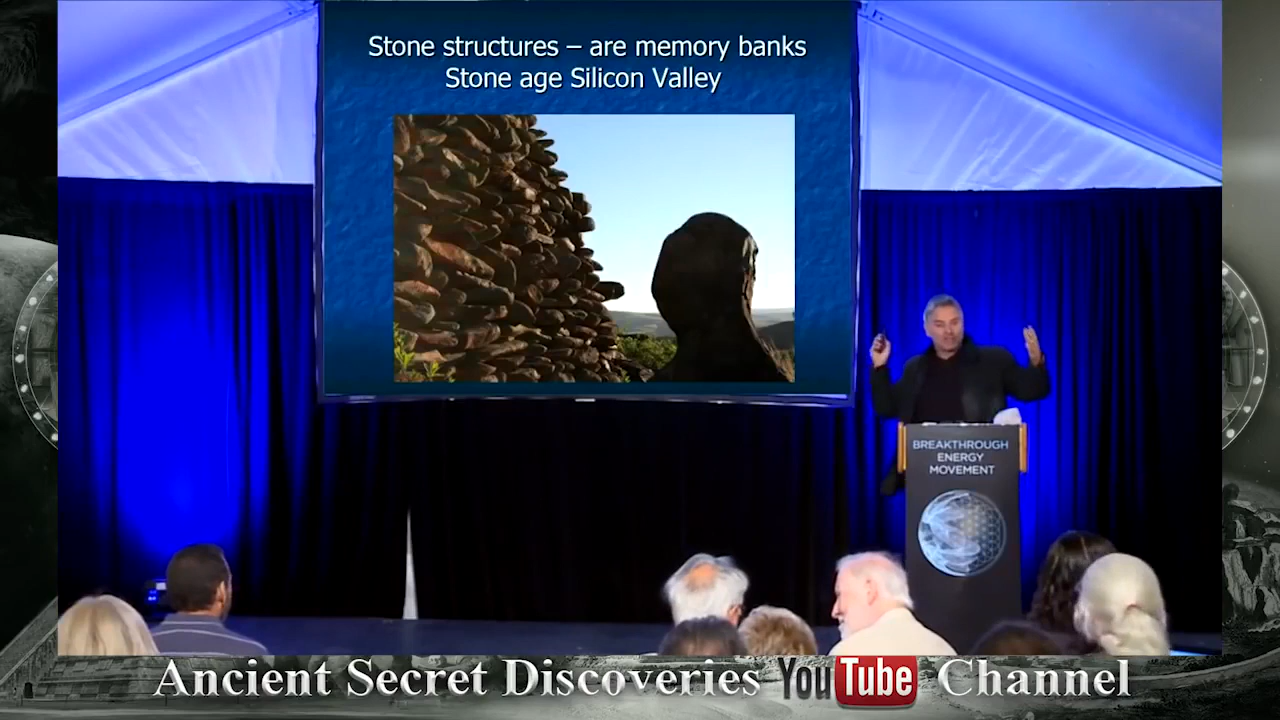 Stone structures – are memory banks
Stone age Silicon Valley
BREAKTHROUGH
ENERGY
MOVEMENT
Ancient Secret Discoveries YouTube Channel